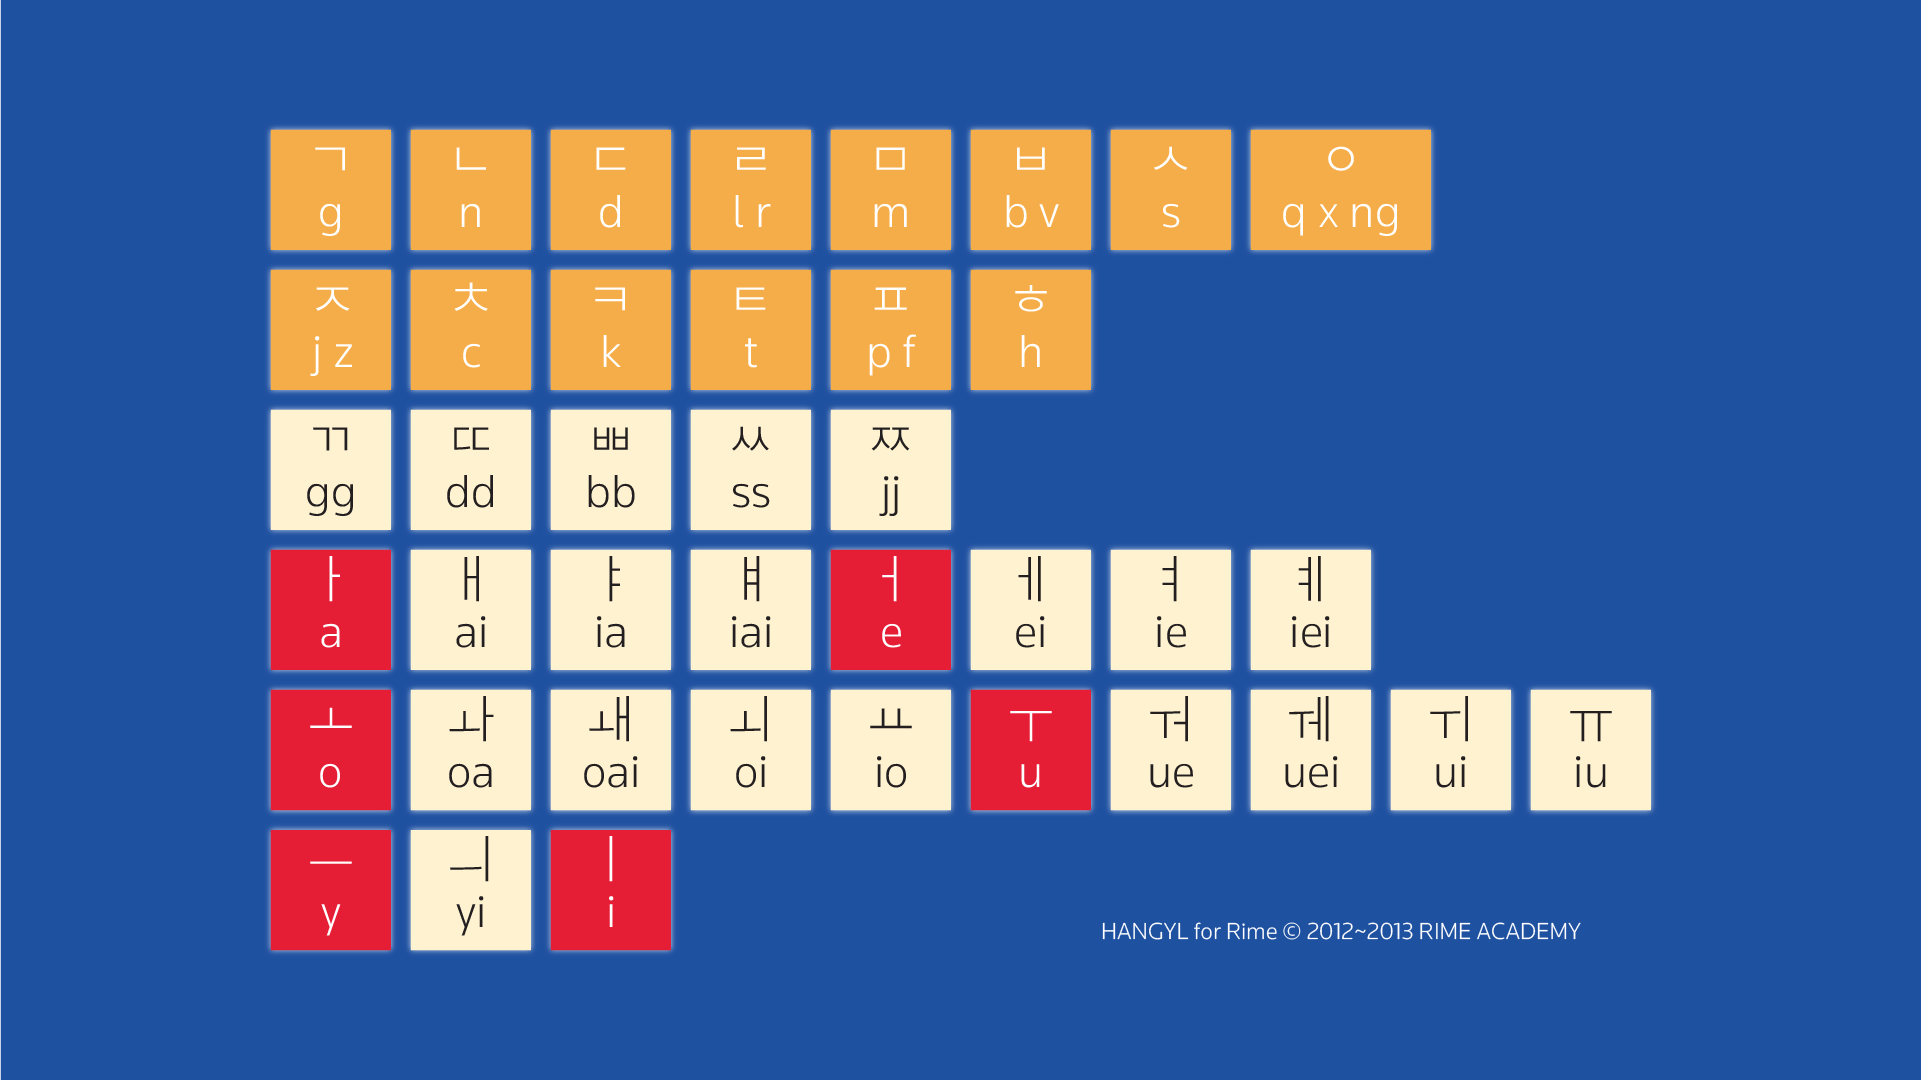 ㄱ ㄴ ㄷ ㄹ ㅁ ㅂ ㅅ ㅇ
g n d l r m b v s q x ng
ㅈ ㅊ ㅋ ㅌ ㅍ ㅎ
j z c k t p f h
ㄲ ㄸ ㅃ ㅆ ㅉ
gg dd bb ss jj
ㅏ ㅐ ㅑ ㅒ ㅓ ㅔ ㅕ ㅖ
a ai ia iai e ei ie iei
ㅗ ㅘ ㅙ ㅚ ㅛ ㅜ ㅝ ㅞ ㅟ ㅠ
o oa oai oi io u ue uei ui iu
ㅡ ㅢ ㅣ
y yi i
HANGYL for Rime © 2012~2013 RIME ACADEMY